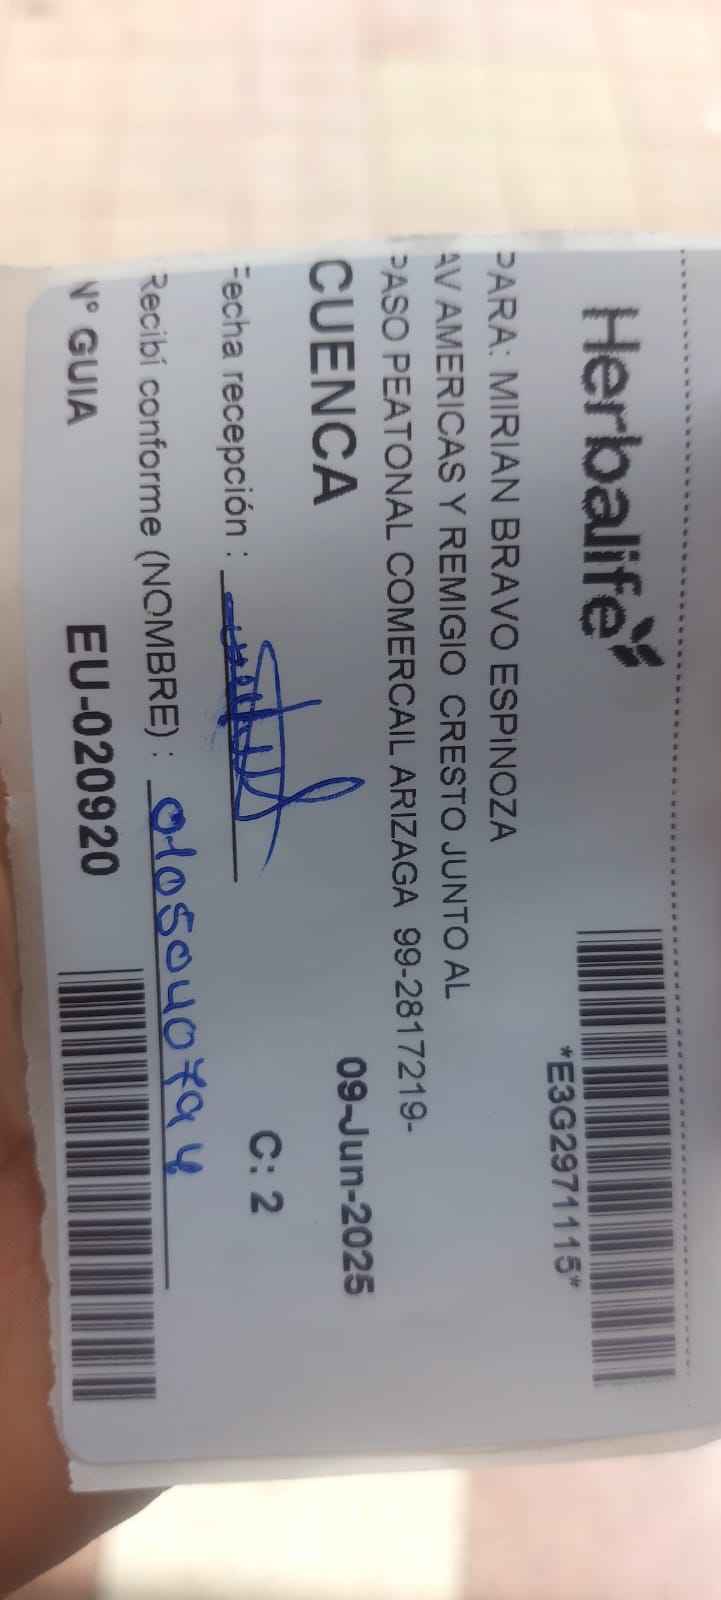 Herbalife
*E3G2971115*
PARA: MIRIAN BRAVO ESPINOZA
AV AMERICAS Y REMIGIO CRESTO JUNTO AL
PASO PEATONAL COMERCAIL ARIZAGA 99-2817219-
CUENCA 09-Jun-2025
Fecha recepción :
C: 2
Recibí conforme (NOMBRE) : 0105040794
N° GUIA EU-020920